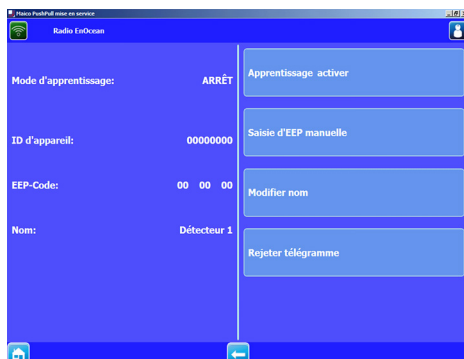 Maico PushPull mise en service
Radio EnOcean
Mode d'apprentissage: ARRÊT
Apprentissage activer
ID d'appareil: 00000000
Saisie d'EEP manuelle
EEP-Code: 00 00 00
Modifier nom
Nom: Détecteur 1
Rejeter télégramme